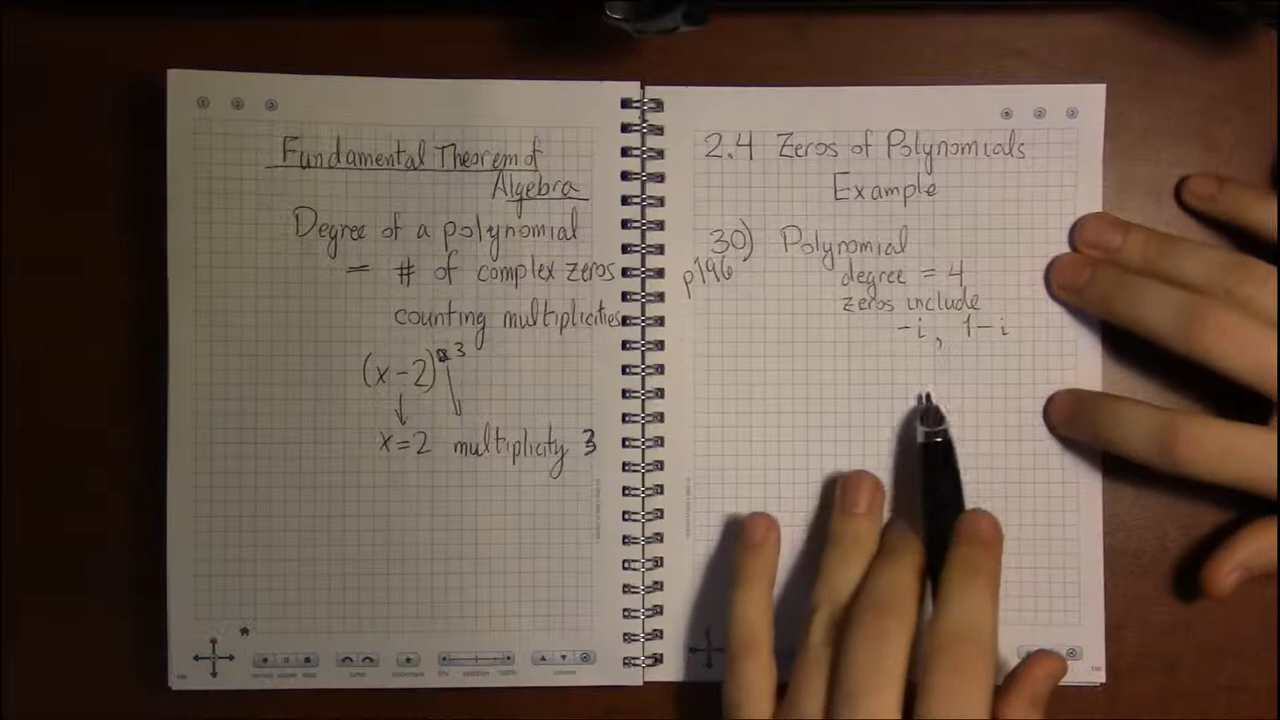 Fundamental Theorem of
Algebra
Degree of a polynomial
= # of complex zeros
counting multiplicities
(x-2)³
x=2 multiplicity 3
2.4 Zeros of Polynomials
Example
30) Polynomial
p196 degree = 4
zeros include
-i, 1-i